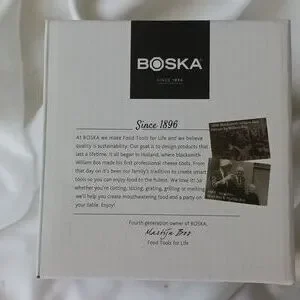 BOSKA
SINCE 1896
Since 1896
At BOSKA we make Food Tools for Life and we believe
quality is sustainability. Our goal is to design products that
last a lifetime. It all began in Holland, where blacksmith
Willem Bos made his first professional cheese tools. From
that day on it's been our family's tradition to create smart
tools so you can enjoy food to the fullest. We love it! So
whether you're cutting, slicing, grating, grilling or melting
we'll help you create mouthwatering food and a party on
your table. Enjoy!
Fourth generation owner of BOSKA,
Martijn Bos
Food Tools for Life